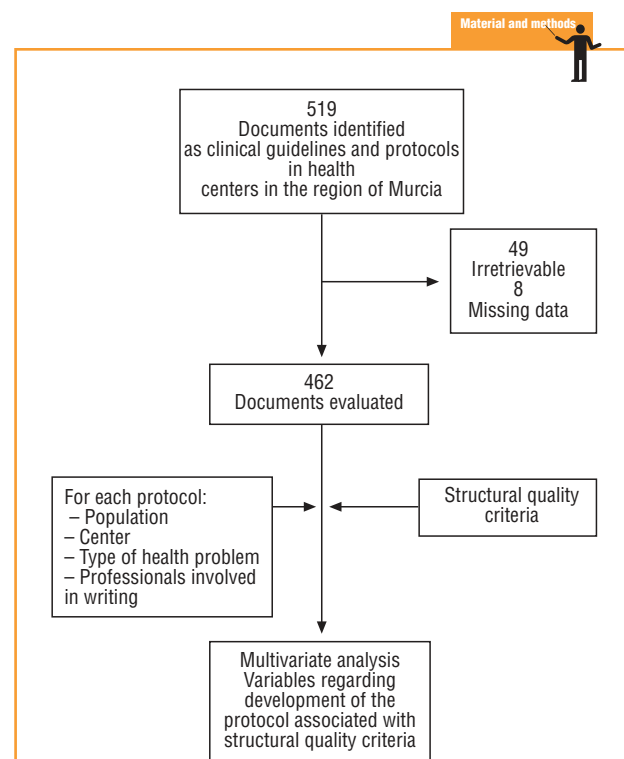 Material and methods
519
Documents identified
as clinical guidelines and protocols
in health
centers in the region of Murcia
49
Irretrievable
8
Missing data
462
Documents evaluated
For each protocol:
– Population
– Center
– Type of health problem
– Professionals involved
in writing
Structural quality
criteria
Multivariate analysis
Variables regarding
development of the
protocol associated with
structural quality criteria